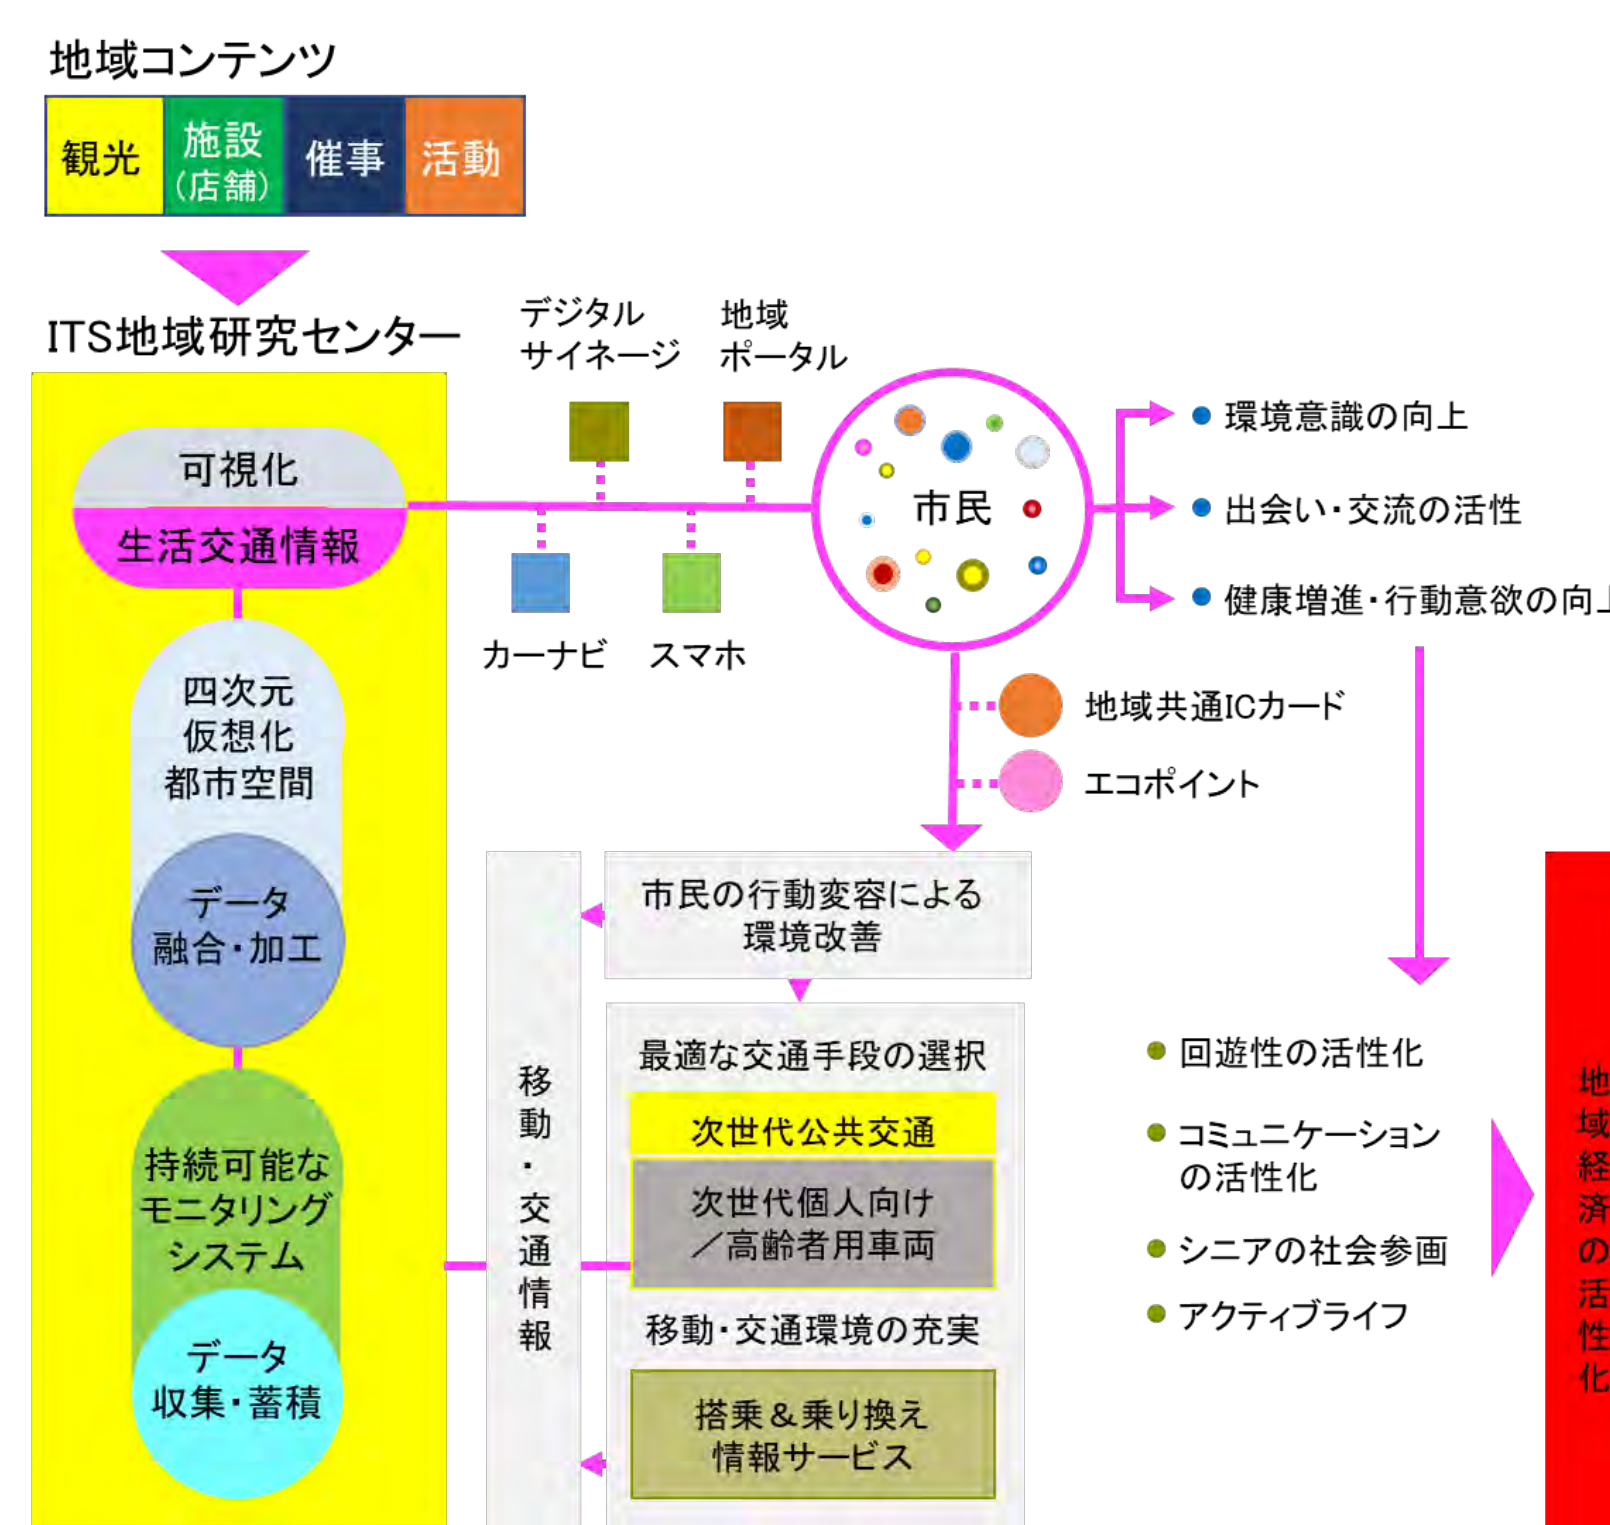 地域コンテンツ
観光
施設
(店舗)
催事
活動
ITS地域研究センター
デジタル
サイネージ
地域
ポータル
可視化
生活交通情報
カーナビ
スマホ
市民
環境意識の向上
出会い・交流の活性
健康増進・行動意欲の向上
四次元
仮想化
都市空間
データ
融合・加工
持続可能な
モニタリング
システム
データ
収集・蓄積
地域共通ICカード
エコポイント
市民の行動変容による
環境改善
移動・交通情報
最適な交通手段の選択
次世代公共交通
次世代個人向け
／高齢者用車両
移動・交通環境の充実
搭乗＆乗り換え
情報サービス
回遊性の活性化
コミュニケーション
の活性化
シニアの社会参画
アクティブライフ
地域経済の活性化